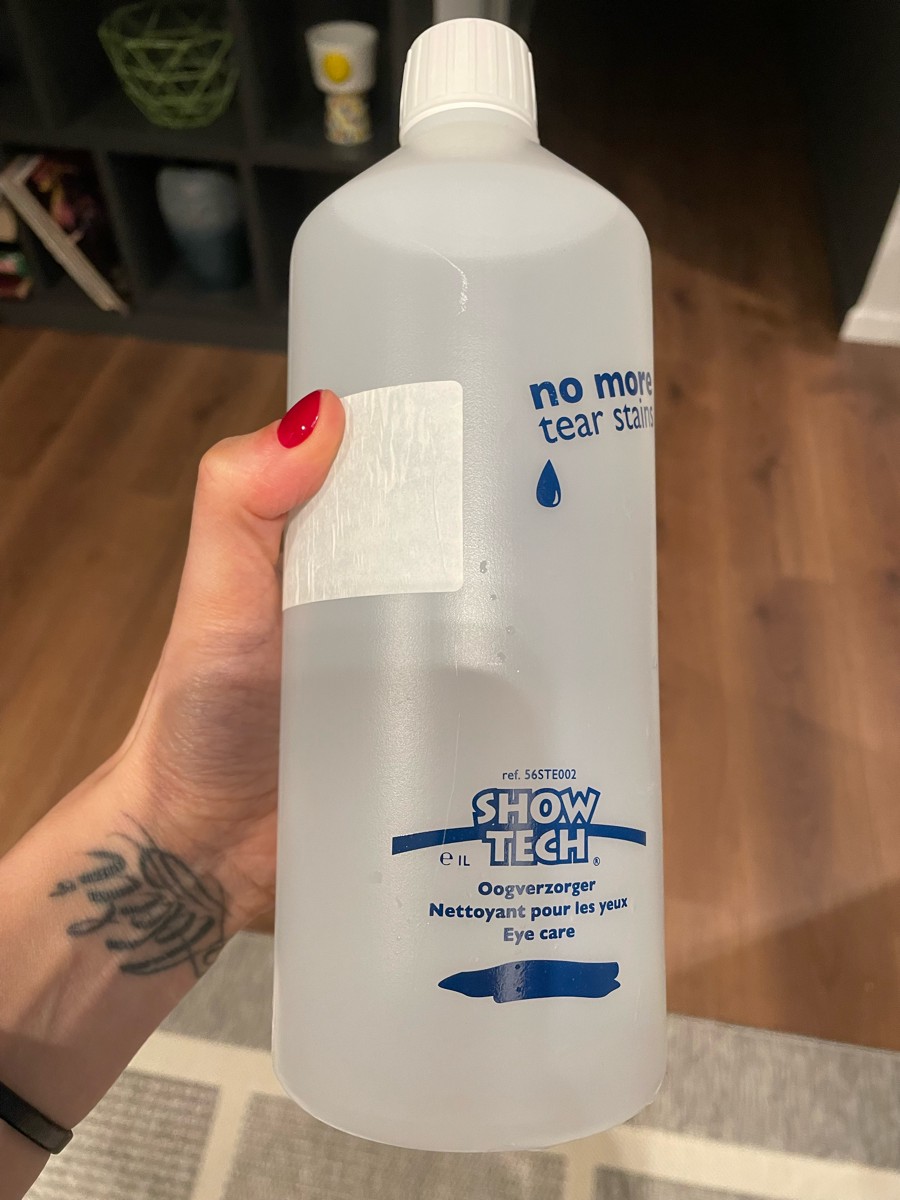 no more
tear stains
ref. 56STE002
SHOW
TECH®
℮ 1L
Oogverzorger
Nettoyant pour les yeux
Eye care